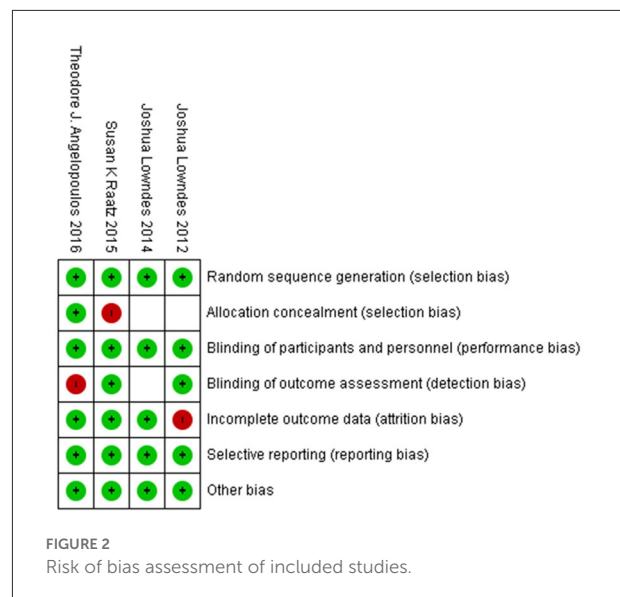 Theodore J. Angelopoulos 2016
Susan K Raatz 2015
Joshua Lowndes 2014
Joshua Lowndes 2012
+ + + + Random sequence generation (selection bias)
+ - Allocation concealment (selection bias)
+ + + + Blinding of participants and personnel (performance bias)
- + + Blinding of outcome assessment (detection bias)
+ + + - Incomplete outcome data (attrition bias)
+ + + + Selective reporting (reporting bias)
+ + + + Other bias
FIGURE 2
Risk of bias assessment of included studies.